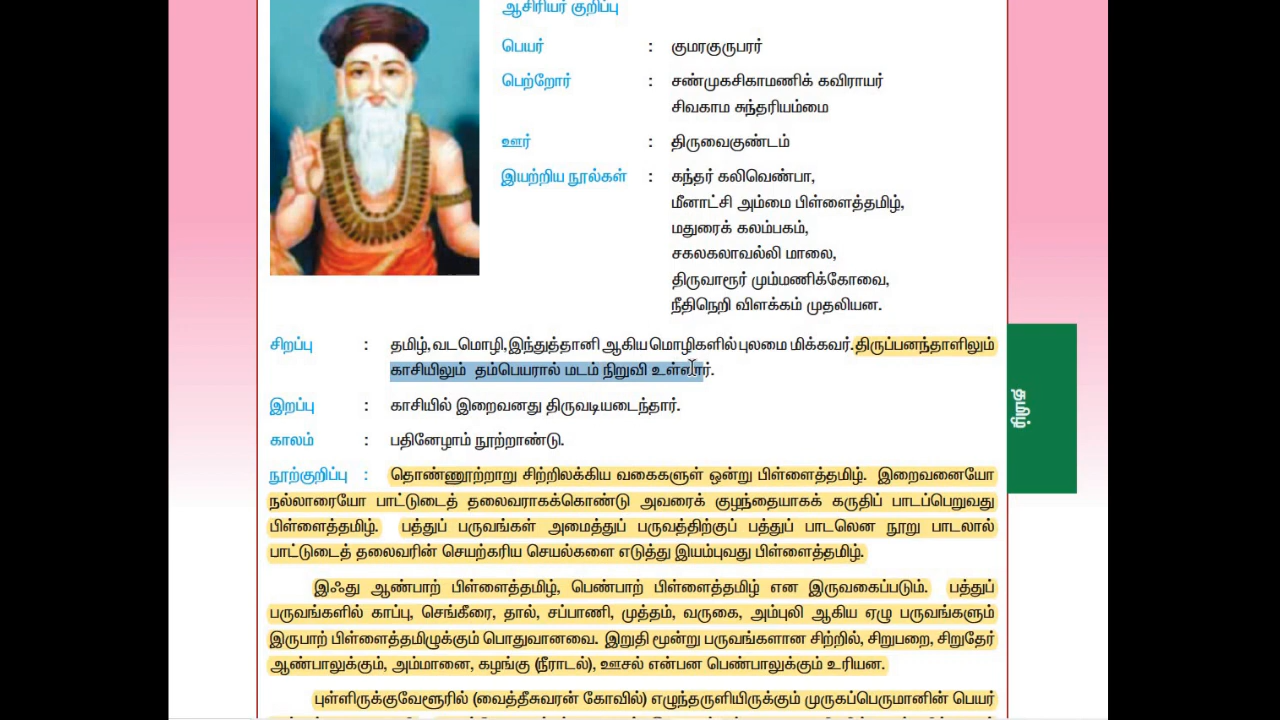 ஆசிரியர் குறிப்பு
பெயர் : குமரகுருபரர்
பெற்றோர் : சண்முகசிகாமணிக் கவிராயர்
சிவகாம சுந்தரியம்மை
ஊர் : திருவைகுண்டம்
இயற்றிய நூல்கள் : கந்தர் கலிவெண்பா,
மீனாட்சி அம்மை பிள்ளைத்தமிழ்,
மதுரைக் கலம்பகம்,
சகலகலாவல்லி மாலை,
திருவாரூர் மும்மணிக்கோவை,
நீதிநெறி விளக்கம் முதலியன.
சிறப்பு : தமிழ், வடமொழி, இந்துத்தானி ஆகிய மொழிகளில் புலமை மிக்கவர். திருப்பனந்தாளிலும்
காசியிலும் தம்பெயரால் மடம் நிறுவி உள்ளார்.
இறப்பு : காசியில் இறைவனது திருவடியடைந்தார்.
காலம் : பதினேழாம் நூற்றாண்டு.
நூற்குறிப்பு : தொண்ணூற்றாறு சிற்றிலக்கிய வகைகளுள் ஒன்று பிள்ளைத்தமிழ். இறைவனையோ
நல்லாரையோ பாட்டுடைத் தலைவராகக்கொண்டு அவரைக் குழந்தையாகக் கருதிப் பாடப்பெறுவது
பிள்ளைத்தமிழ். பத்துப் பருவங்கள் அமைத்துப் பருவத்திற்குப் பத்துப் பாடலென நூறு பாடலால்
பாட்டுடைத் தலைவரின் செயற்கரிய செயல்களை எடுத்து இயம்புவது பிள்ளைத்தமிழ்.
இஃது ஆண்பாற் பிள்ளைத்தமிழ், பெண்பாற் பிள்ளைத்தமிழ் என இருவகைப்படும். பத்துப்
பருவங்களில் காப்பு, செங்கீரை, தால், சப்பாணி, முத்தம், வருகை, அம்புலி ஆகிய ஏழு பருவங்களும்
இருபாற் பிள்ளைத்தமிழுக்கும் பொதுவானவை. இறுதி மூன்று பருவங்களான சிற்றில், சிறுபறை, சிறுதேர்
ஆண்பாலுக்கும், அம்மானை, கழங்கு (நீராடல்), ஊசல் என்பன பெண்பாலுக்கும் உரியன.
புள்ளிருக்குவேளூரில் (வைத்தீசுவரன் கோவில்) எழுந்தருளியிருக்கும் முருகப்பெருமானின் பெயர்
தமிழ்